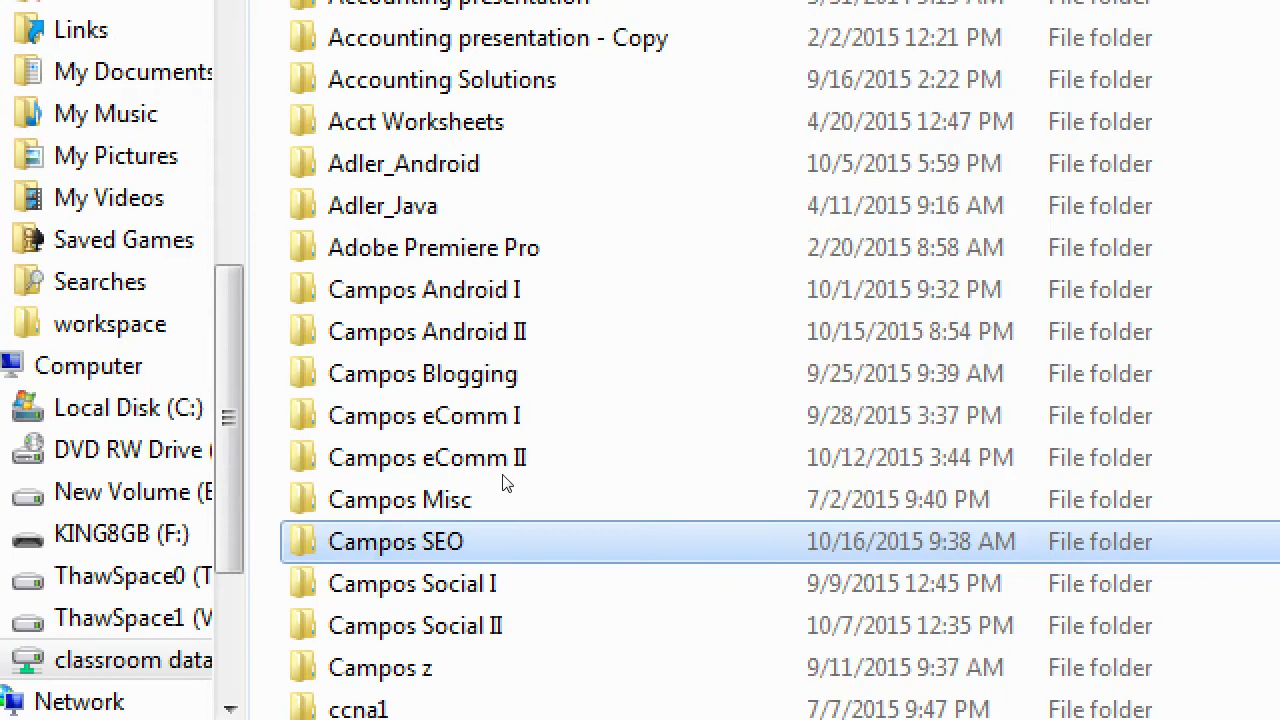 Links
My Documents
My Music
My Pictures
My Videos
Saved Games
Searches
workspace
Computer
Local Disk (C:)
DVD RW Drive (
New Volume (E
KING8GB (F:)
ThawSpace0 (T
ThawSpace1 (V
classroom data
Network
Accounting presentation 3/31/2014 9:15 AM File folder
Accounting presentation - Copy 2/2/2015 12:21 PM File folder
Accounting Solutions 9/16/2015 2:22 PM File folder
Acct Worksheets 4/20/2015 12:47 PM File folder
Adler_Android 10/5/2015 5:59 PM File folder
Adler_Java 4/11/2015 9:16 AM File folder
Adobe Premiere Pro 2/20/2015 8:58 AM File folder
Campos Android I 10/1/2015 9:32 PM File folder
Campos Android II 10/15/2015 8:54 PM File folder
Campos Blogging 9/25/2015 9:39 AM File folder
Campos eComm I 9/28/2015 3:37 PM File folder
Campos eComm II 10/12/2015 3:44 PM File folder
Campos Misc 7/2/2015 9:40 PM File folder
Campos SEO 10/16/2015 9:38 AM File folder
Campos Social I 9/9/2015 12:45 PM File folder
Campos Social II 10/7/2015 12:35 PM File folder
Campos z 9/11/2015 9:37 AM File folder
ccna1 7/7/2015 9:47 PM File folder